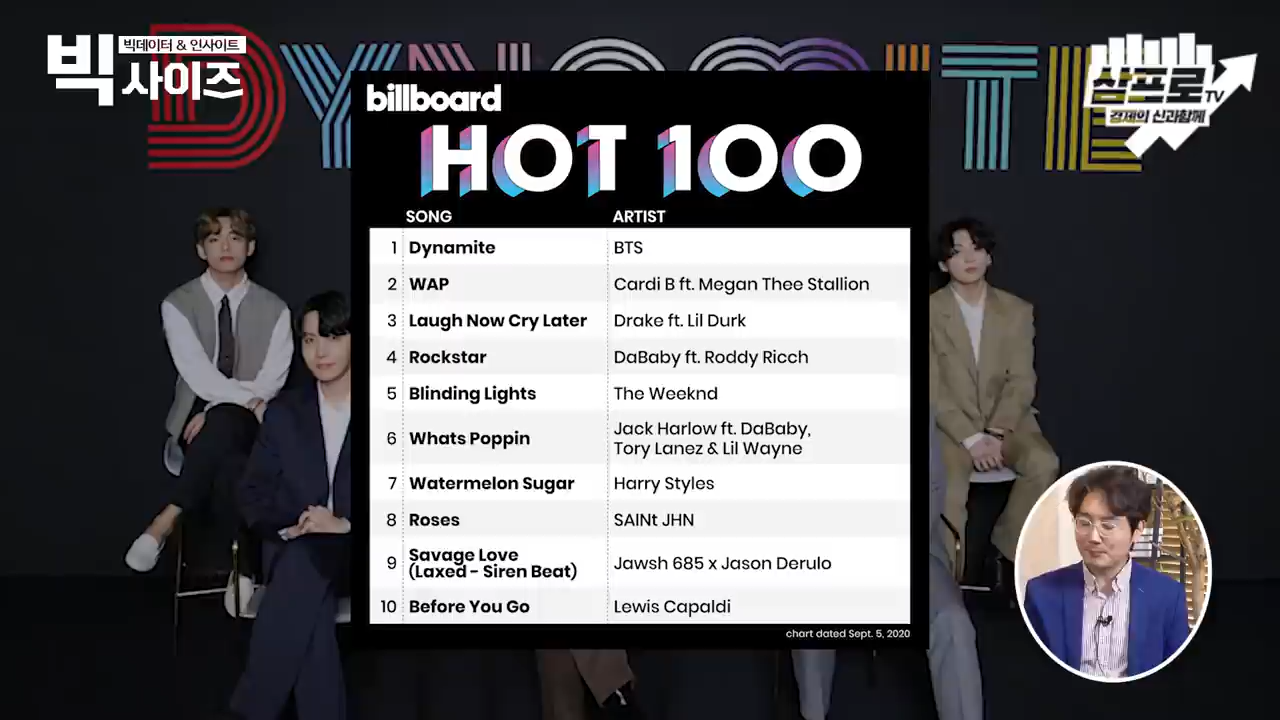 빅데이터 & 인사이트
빅사이즈
DYNAMITE
삼프로TV
경제의 신과함께
billboard
HOT 100
SONG ARTIST
1 Dynamite BTS
2 WAP Cardi B ft. Megan Thee Stallion
3 Laugh Now Cry Later Drake ft. Lil Durk
4 Rockstar DaBaby ft. Roddy Ricch
5 Blinding Lights The Weeknd
6 Whats Poppin Jack Harlow ft. DaBaby,
Tory Lanez & Lil Wayne
7 Watermelon Sugar Harry Styles
8 Roses SAINt JHN
9 Savage Love
(Laxed - Siren Beat) Jawsh 685 x Jason Derulo
10 Before You Go Lewis Capaldi
chart dated Sept. 5, 2020